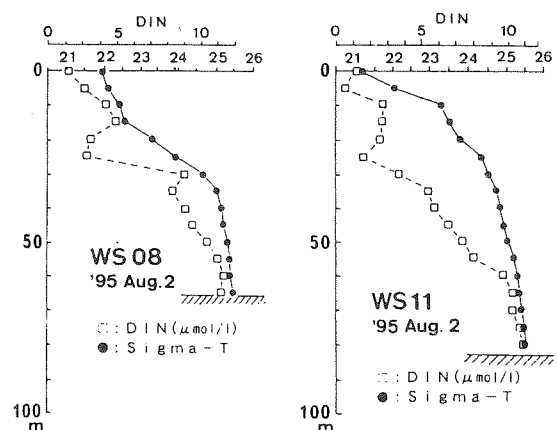 DIN
0 5 10
21 22 23 24 25 26
0
50
100
m
WS 08
'95 Aug. 2
□ : DIN(μmol/l)
● : Sigma-T
DIN
0 5 10
21 22 23 24 25 26
0
50
100
m
WS 11
'95 Aug. 2
□ : DIN(μmol/l)
● : Sigma-T